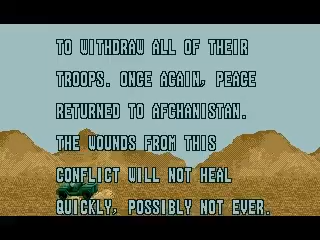 TO WITHDRAW ALL OF THEIR
TROOPS. ONCE AGAIN, PEACE
RETURNED TO AFGHANISTAN.
THE WOUNDS FROM THIS
CONFLICT WILL NOT HEAL
QUICKLY, POSSIBLY NOT EVER.